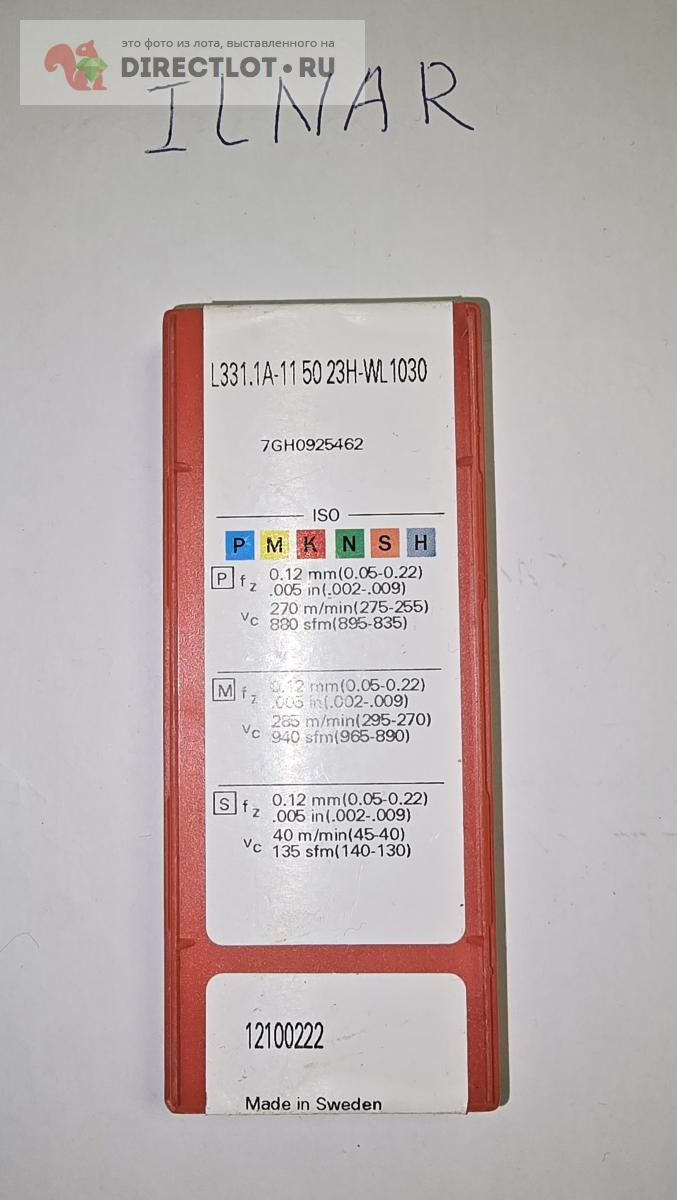 это фото из лота, выставленного на
DIRECTLOT.RU
ILNAR
L331.1A-11 50 23H-WL1030
7GH0925462
ISO
P M K N S H
P fz 0.12 mm(0.05-0.22)
.005 in(.002-.009)
vc 270 m/min(275-255)
880 sfm(895-835)
M fz 0.12 mm(0.05-0.22)
.005 in(.002-.009)
vc 285 m/min(295-270)
940 sfm(965-890)
S fz 0.12 mm(0.05-0.22)
.005 in(.002-.009)
vc 40 m/min(45-40)
135 sfm(140-130)
12100222
Made in Sweden